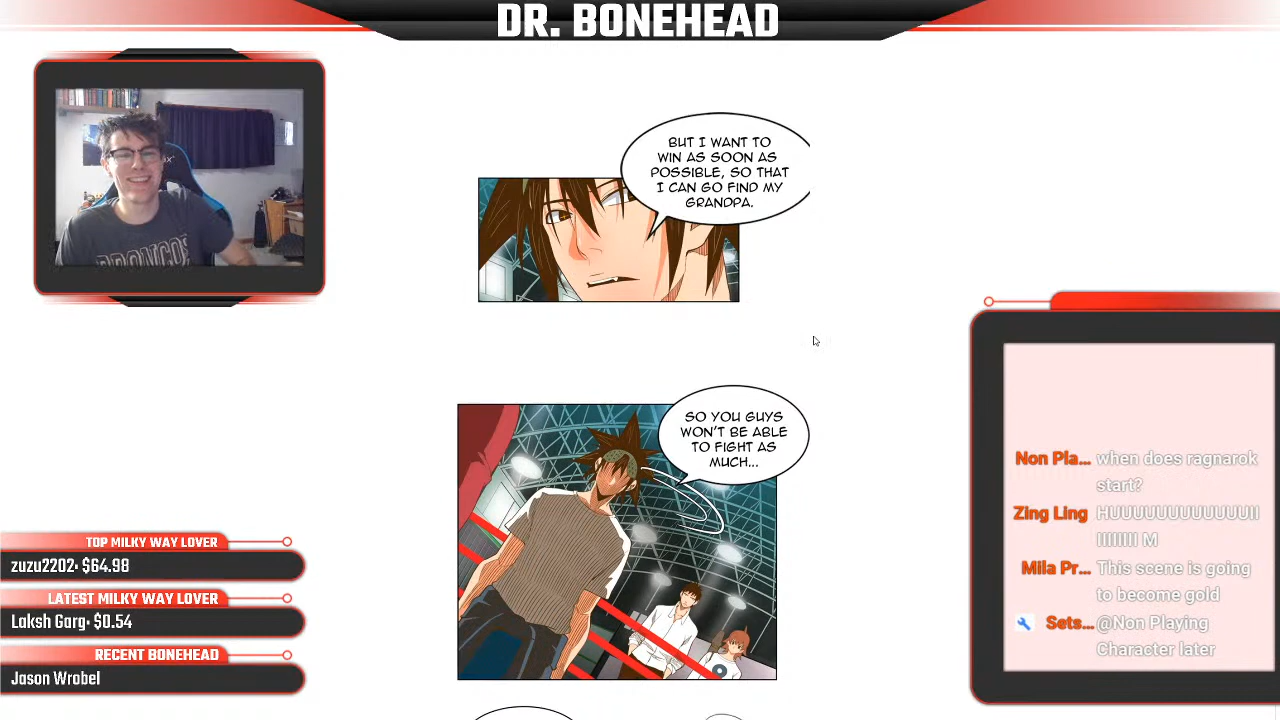 DR. BONEHEAD
BUT I WANT TO
WIN AS SOON AS
POSSIBLE, SO THAT
I CAN GO FIND MY
GRANDPA.
SO YOU GUYS
WON'T BE ABLE
TO FIGHT AS
MUCH...
BRONCOS
TOP MILKY WAY LOVER
zuzu2202• $64.98
LATEST MILKY WAY LOVER
Laksh Garg• $0.54
RECENT BONEHEAD
Jason Wrobel
Non Pla... when does ragnarok
start?
Zing Ling HUUUUUUUUUUUUII
IIIIIIII M
Mila Pr... This scene is going
to become gold
Sets... @Non Playing
Character later